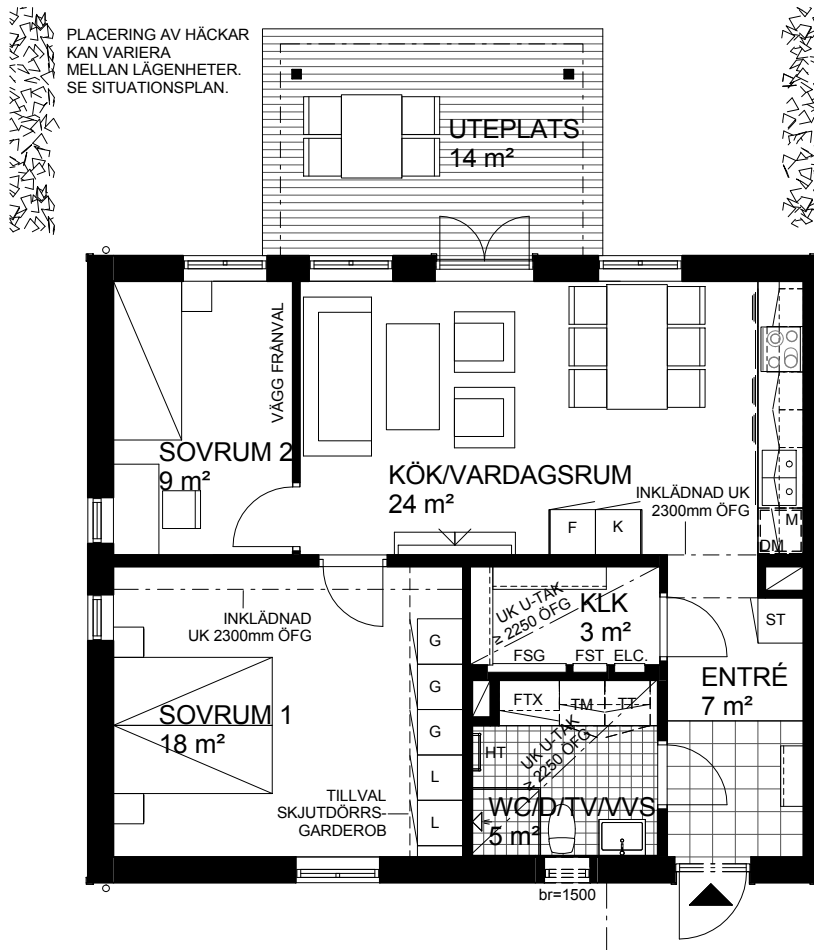 PLACERING AV HÄCKAR
KAN VARIERA
MELLAN LÄGENHETER.
SE SITUATIONSPLAN.
UTEPLATS
14 m²
VÄGG FRÅNVAL
SOVRUM 2
9 m²
KÖK/VARDAGSRUM
24 m²
INKLÄDNAD UK
2300mm ÖFG
F
K
M
DM
INKLÄDNAD
UK 2300mm ÖFG
UK U-TAK
≥ 2250 ÖFG
KLK
3 m²
ST
FSG
FST
ELC.
G
G
G
L
L
SOVRUM 1
18 m²
ENTRÉ
7 m²
FTX
TM
TT
HT
UK U-TAK
≥ 2250 ÖFG
TILLVAL
SKJUTDÖRRS-
GARDEROB
WC/D/TV/VVS
5 m²
br=1500